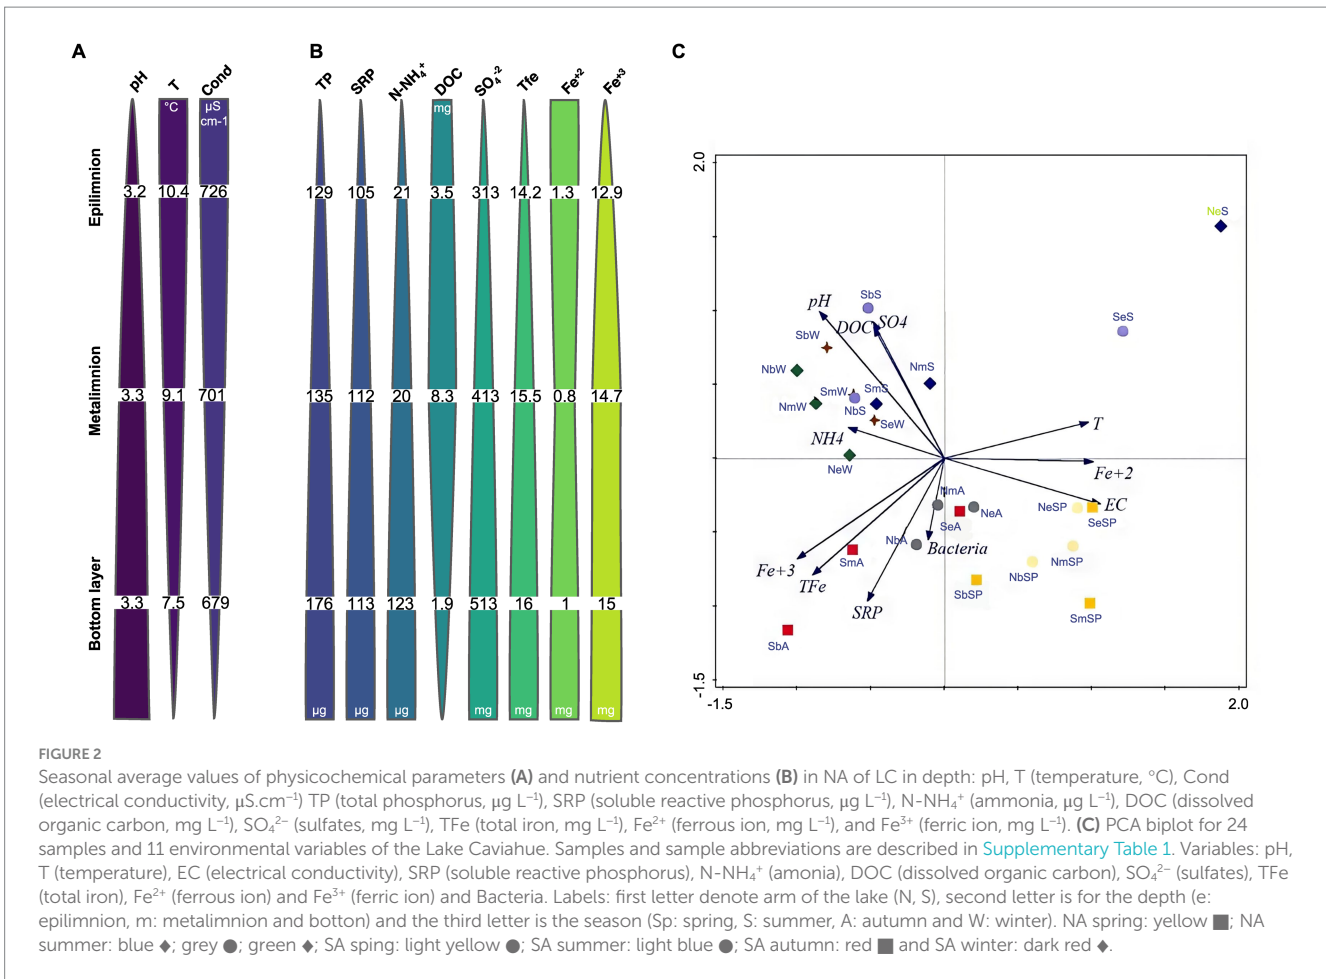 A
B
C
pH
T
Cond
TP
SRP
N-NH₄⁺
DOC
SO₄⁻²
Tfe
Fe⁺²
Fe⁺³
°C
µS
cm-1
mg
Epilimnion
3.2 10.4 726
129 105 21 3.5 313 14.2 1.3 12.9
Metalimnion
3.3 9.1 701
135 112 20 8.3 413 15.5 0.8 14.7
Bottom layer
3.3 7.5 679
176 113 123 1.9 513 16 1 15
µg µg µg mg mg mg mg
2.0
NeS
SbS
pH
SeS
DOC
SO4
SbW
NmS
NbW
SmW
SmS
NmW
NbS
SeW
T
NH4
NeW
Fe+2
NmA
EC
NeSP
NeA
SeSP
SeA
NbA
Bacteria
NmSP
SmA
Fe+3
NbSP
TFe
SbSP
SRP
SmSP
SbA
-1.5
-1.5
2.0
FIGURE 2
Seasonal average values of physicochemical parameters (A) and nutrient concentrations (B) in NA of LC in depth: pH, T (temperature, °C), Cond
(electrical conductivity, µS.cm⁻¹) TP (total phosphorus, µg L⁻¹), SRP (soluble reactive phosphorus, µg L⁻¹), N-NH₄⁺ (ammonia, µg L⁻¹), DOC (dissolved
organic carbon, mg L⁻¹), SO₄²⁻ (sulfates, mg L⁻¹), TFe (total iron, mg L⁻¹), Fe²⁺ (ferrous ion, mg L⁻¹), and Fe³⁺ (ferric ion, mg L⁻¹). (C) PCA biplot for 24
samples and 11 environmental variables of the Lake Caviahue. Samples and sample abbreviations are described in Supplementary Table 1. Variables: pH,
T (temperature), EC (electrical conductivity), SRP (soluble reactive phosphorus), N-NH₄⁺ (amonia), DOC (dissolved organic carbon), SO₄²⁻ (sulfates), TFe
(total iron), Fe²⁺ (ferrous ion) and Fe³⁺ (ferric ion) and Bacteria. Labels: first letter denote arm of the lake (N, S), second letter is for the depth (e:
epilimnion, m: metalimnion and botton) and the third letter is the season (Sp: spring, S: summer, A: autumn and W: winter). NA spring: yellow ■; NA
summer: blue ♦; grey ●; green ♦; SA sping: light yellow ●; SA summer: light blue ●; SA autumn: red ■ and SA winter: dark red ♦.